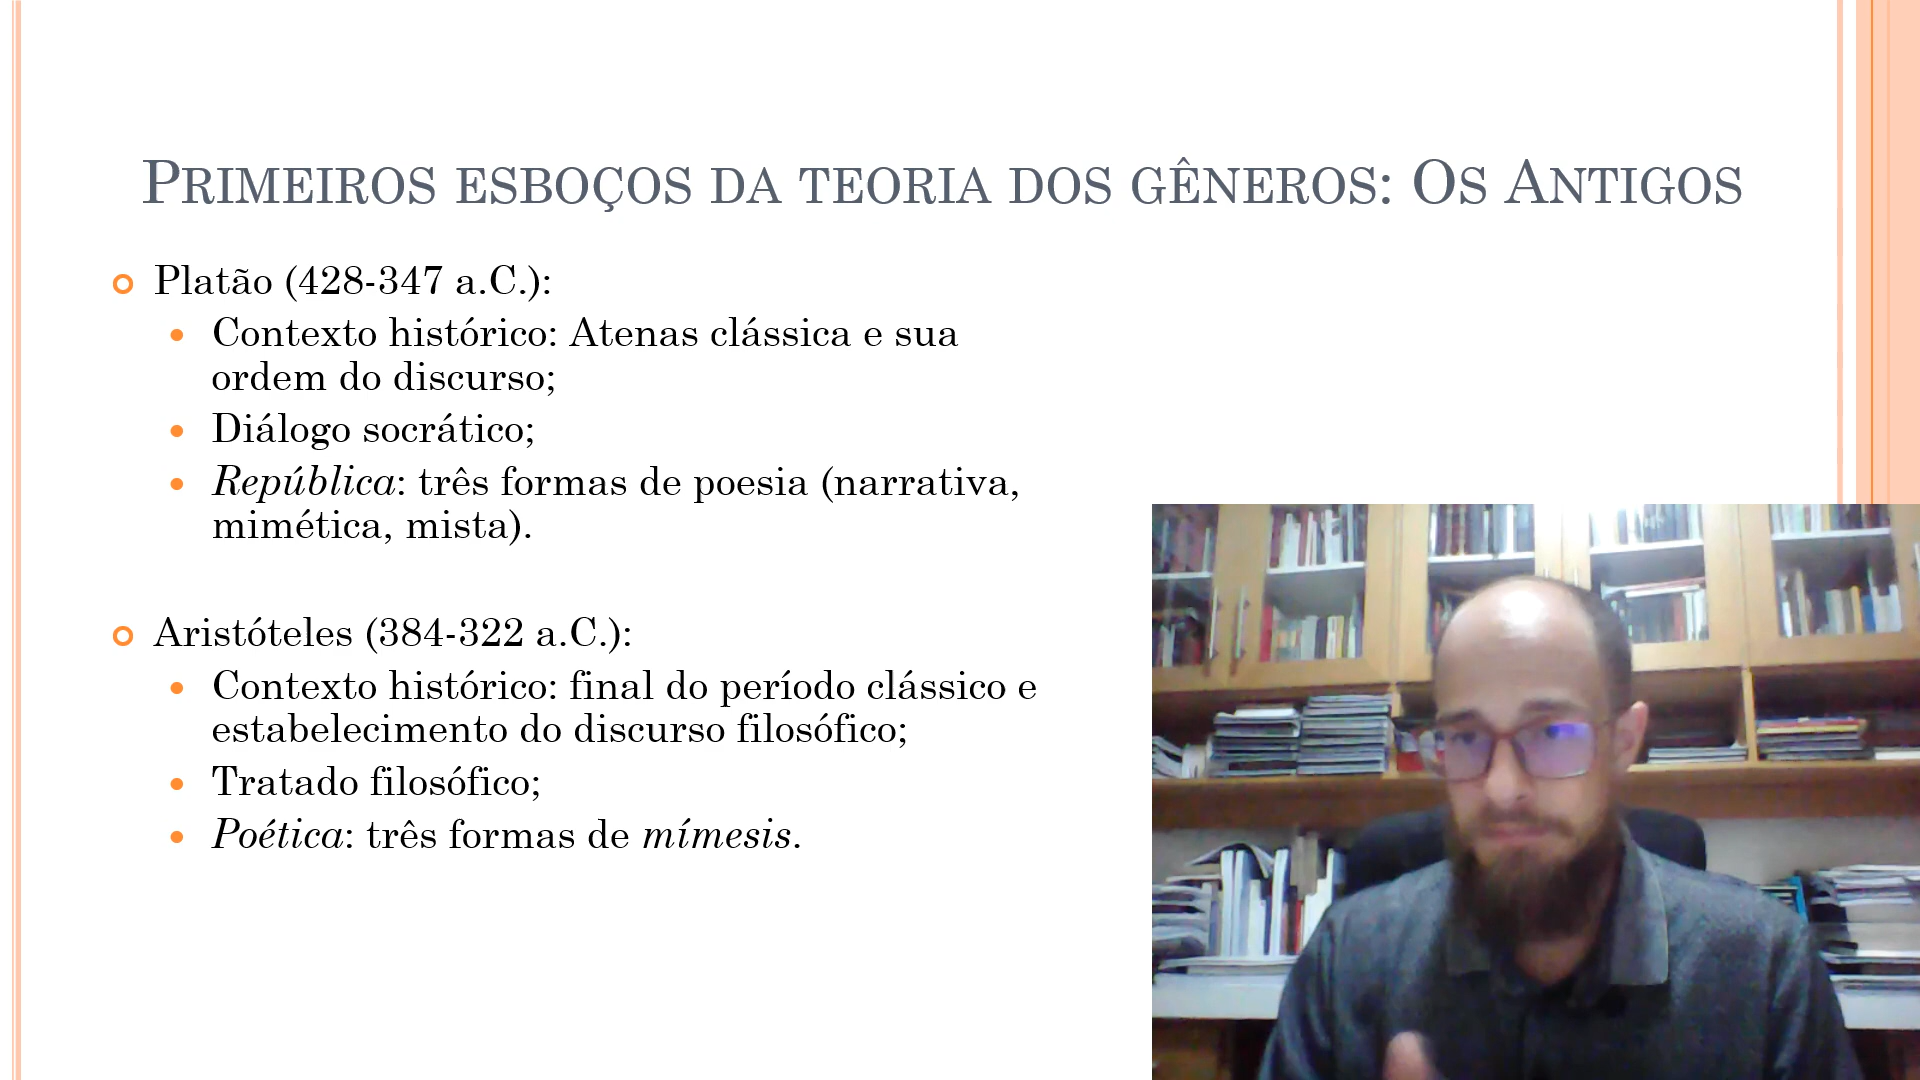 Primeiros esboços da teoria dos gêneros: Os Antigos
Platão (428-347 a.C.):
Contexto histórico: Atenas clássica e sua
ordem do discurso;
Diálogo socrático;
República: três formas de poesia (narrativa,
mimética, mista).
Aristóteles (384-322 a.C.):
Contexto histórico: final do período clássico e
estabelecimento do discurso filosófico;
Tratado filosófico;
Poética: três formas de mímesis.